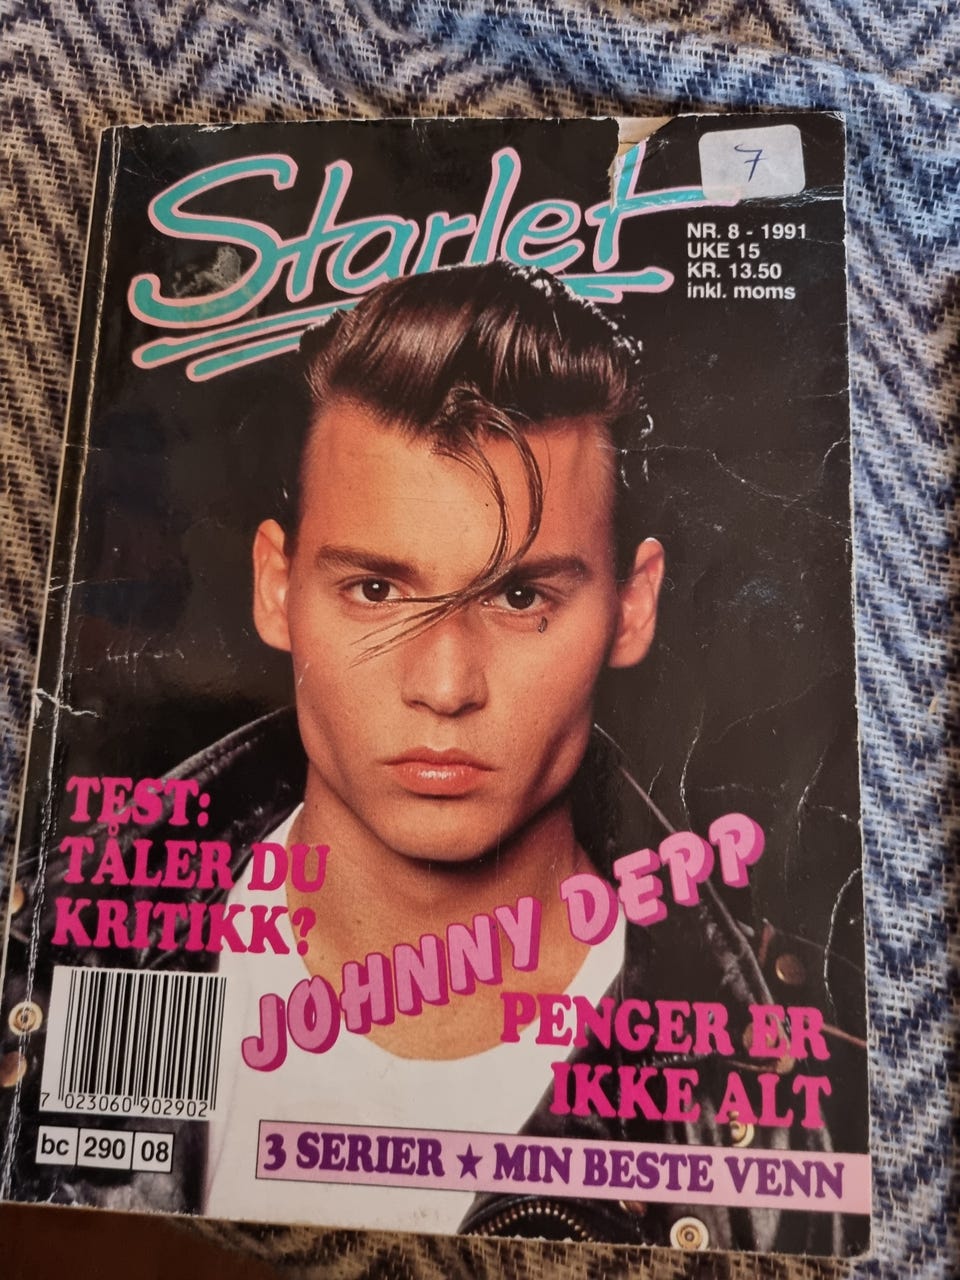 Starlet
7
NR. 8 - 1991
UKE 15
KR. 13.50
inkl. moms
TEST:
TÅLER DU
KRITIKK?
JOHNNY DEPP
PENGER ER
IKKE ALT
7 023060 902902
bc 290 08
3 SERIER ★ MIN BESTE VENN